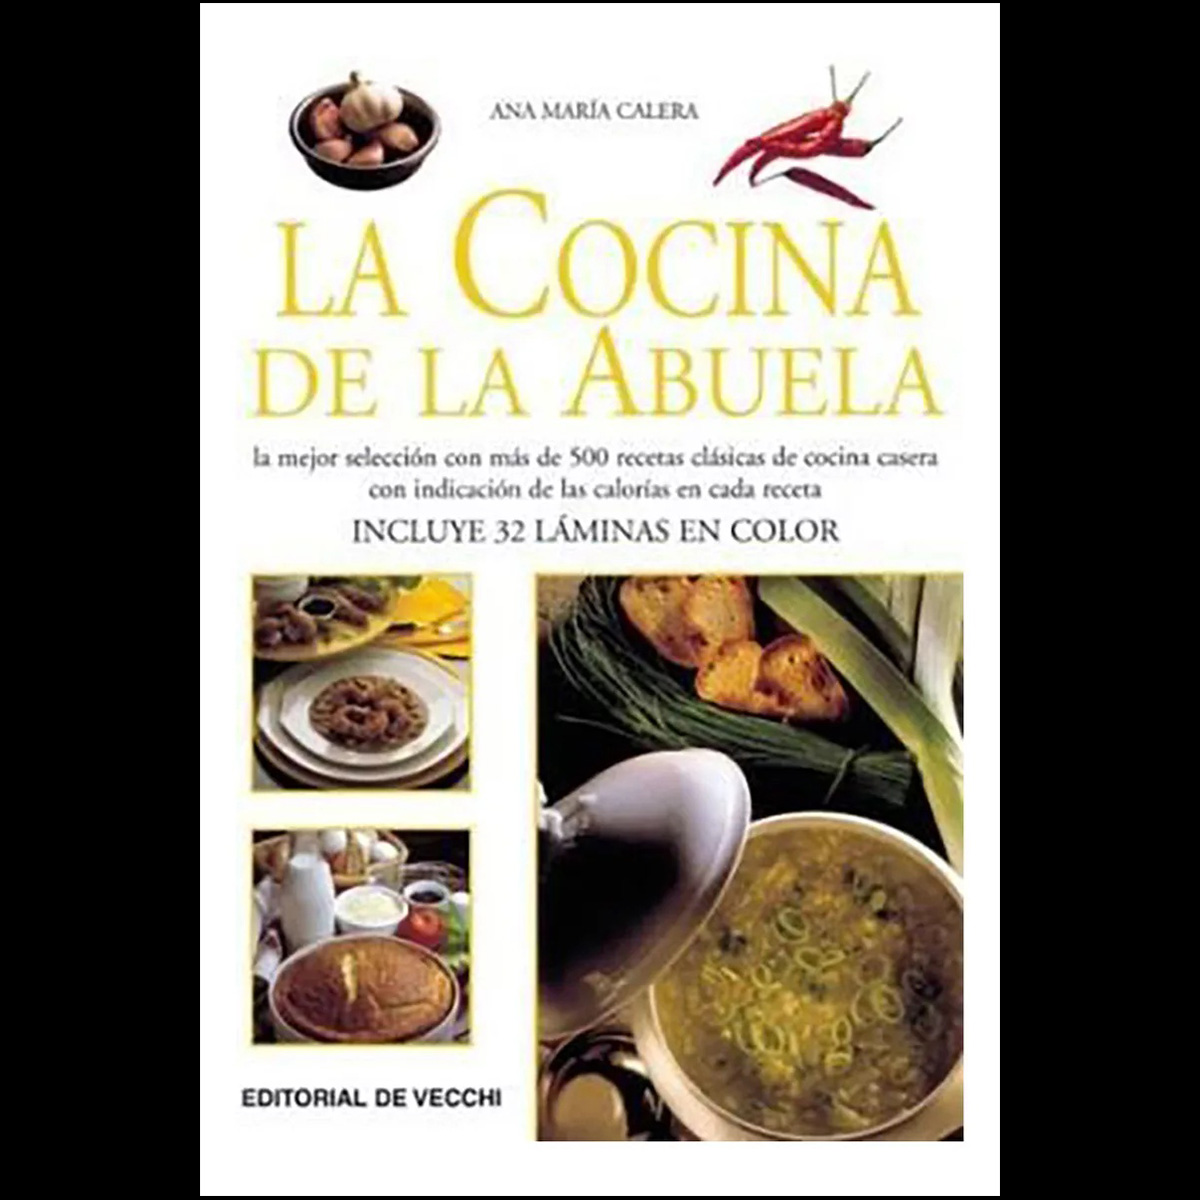 ANA MARÍA CALERA
LA COCINA
DE LA ABUELA
la mejor selección con más de 500 recetas clásicas de cocina casera
con indicación de las calorías en cada receta
INCLUYE 32 LÁMINAS EN COLOR
EDITORIAL DE VECCHI